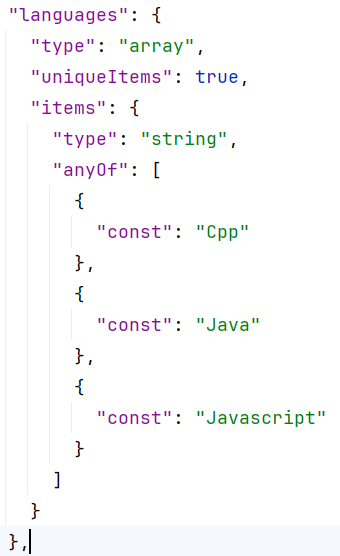 "languages": {
  "type": "array",
  "uniqueItems": true,
  "items": {
    "type": "string",
    "anyOf": [
      {
        "const": "Cpp"
      },
      {
        "const": "Java"
      },
      {
        "const": "Javascript"
      }
    ]
  }
},